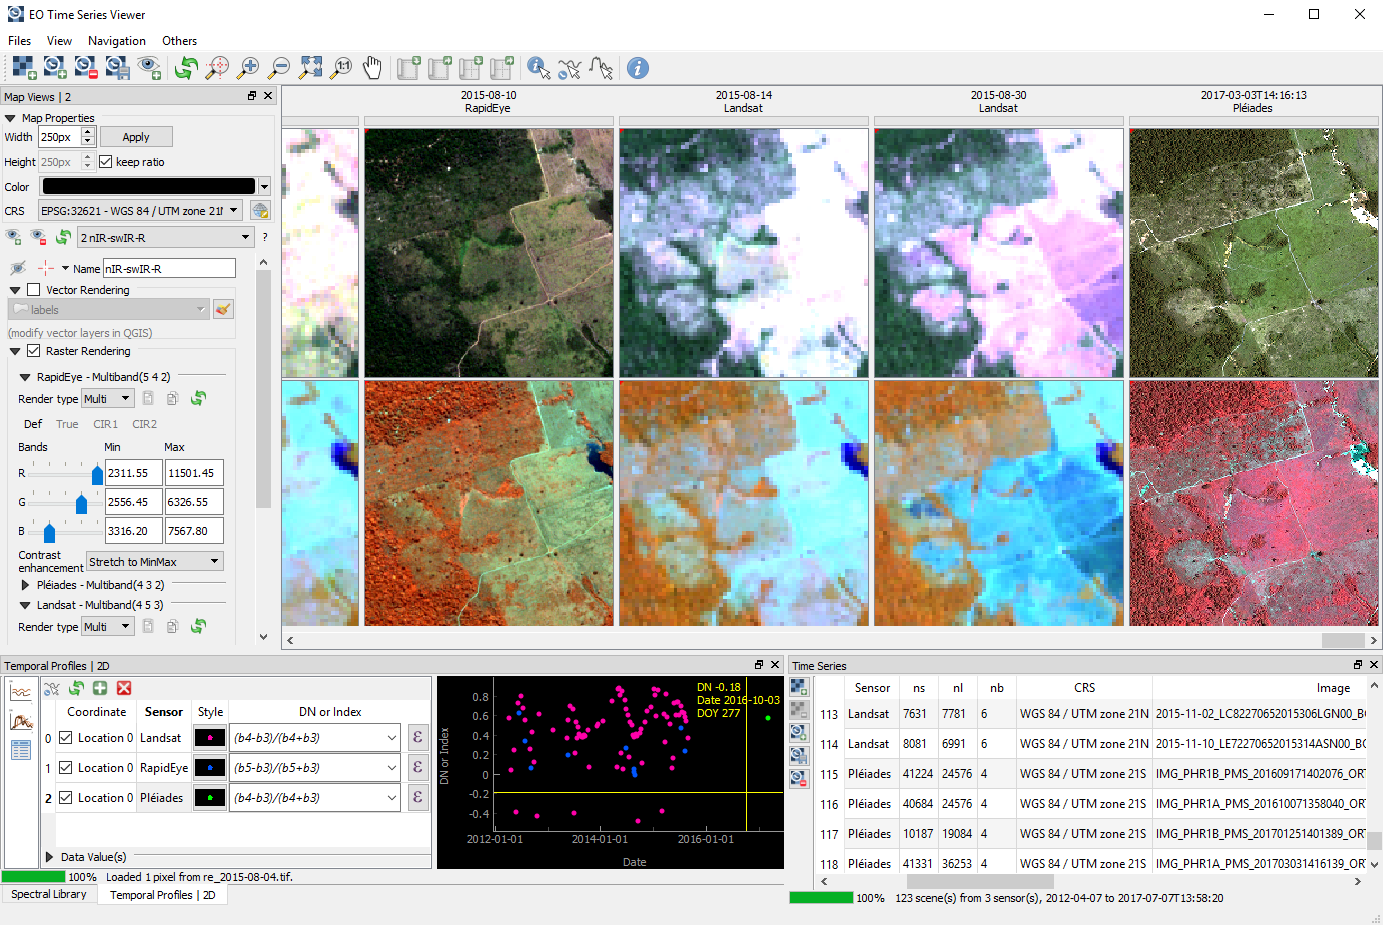 EO Time Series Viewer
Files View Navigation Others
1:1
Map Views | 2
Map Properties
Width 250px Apply
Height 250px keep ratio
Color
CRS EPSG:32621 - WGS 84 / UTM zone 21N
2 nIR-swIR-R ?
Name nIR-swIR-R
Vector Rendering
labels
(modify vector layers in QGIS)
Raster Rendering
RapidEye - Multiband(5 4 2)
Render type Multi
Def True CIR1 CIR2
Bands Min Max
R 2311.55 11501.45
G 2556.45 6326.55
B 3316.20 7567.80
Contrast
enhancement Stretch to MinMax
Pléiades - Multiband(4 3 2)
Landsat - Multiband(4 5 3)
Render type Multi
2015-08-10
RapidEye
2015-08-14
Landsat
2015-08-30
Landsat
2017-03-03T14:16:13
Pléiades
Temporal Profiles | 2D
Coordinate Sensor Style DN or Index
0 Location 0 Landsat (b4-b3)/(b4+b3) ε
1 Location 0 RapidEye (b5-b3)/(b5+b3) ε
2 Location 0 Pléiades (b4-b3)/(b4+b3) ε
Data Value(s)
100% Loaded 1 pixel from re_2015-08-04.tif.
Spectral Library Temporal Profiles | 2D
DN -0.18
Date 2016-10-03
DOY 277
DN or Index
0.8
0.6
0.4
0.2
0
-0.2
-0.4
2012-01-01 2014-01-01 2016-01-01
Date
Time Series
Sensor ns nl nb CRS Image
113 Landsat 7631 7781 6 WGS 84 / UTM zone 21N 2015-11-02_LC82270652015306LGN00_BO
114 Landsat 8081 6991 6 WGS 84 / UTM zone 21N 2015-11-10_LE72270652015314ASN00_BO
115 Pléiades 41224 24576 4 WGS 84 / UTM zone 21S IMG_PHR1B_PMS_201609171402076_OR
116 Pléiades 40684 24576 4 WGS 84 / UTM zone 21S IMG_PHR1A_PMS_201610071358040_OR
117 Pléiades 10187 19084 4 WGS 84 / UTM zone 21S IMG_PHR1B_PMS_201701251401389_OR
118 Pléiades 41331 36253 4 WGS 84 / UTM zone 21S IMG_PHR1A_PMS_201703031416139_OR
100% 123 scene(s) from 3 sensor(s), 2012-04-07 to 2017-07-07T13:58:20